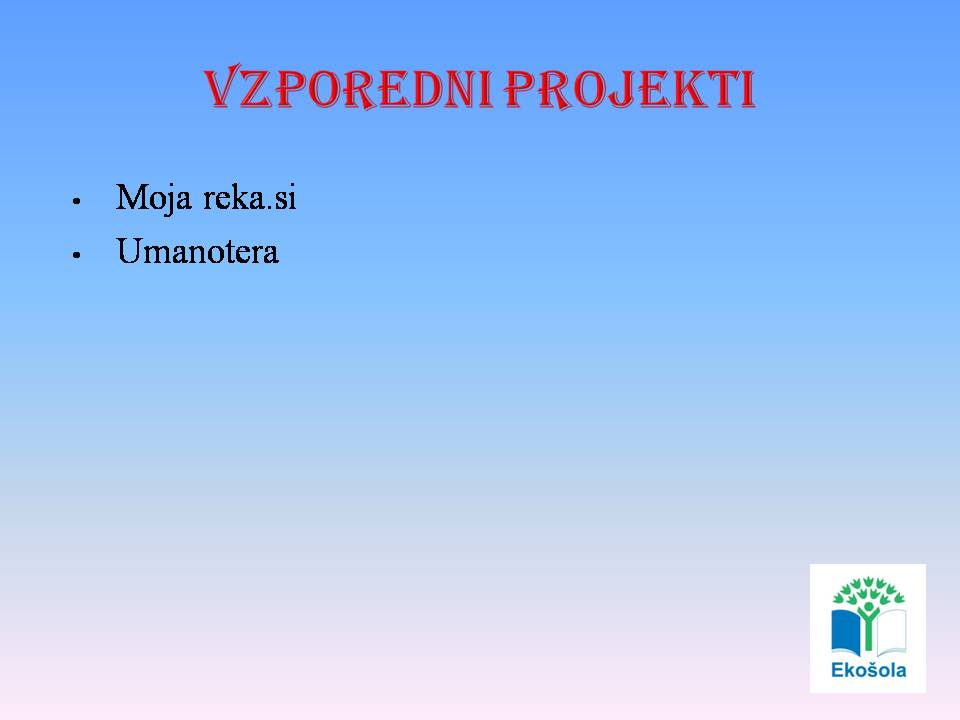 VZPOREDNI PROJEKTI
• Moja reka.si
• Umanotera
Ekošola